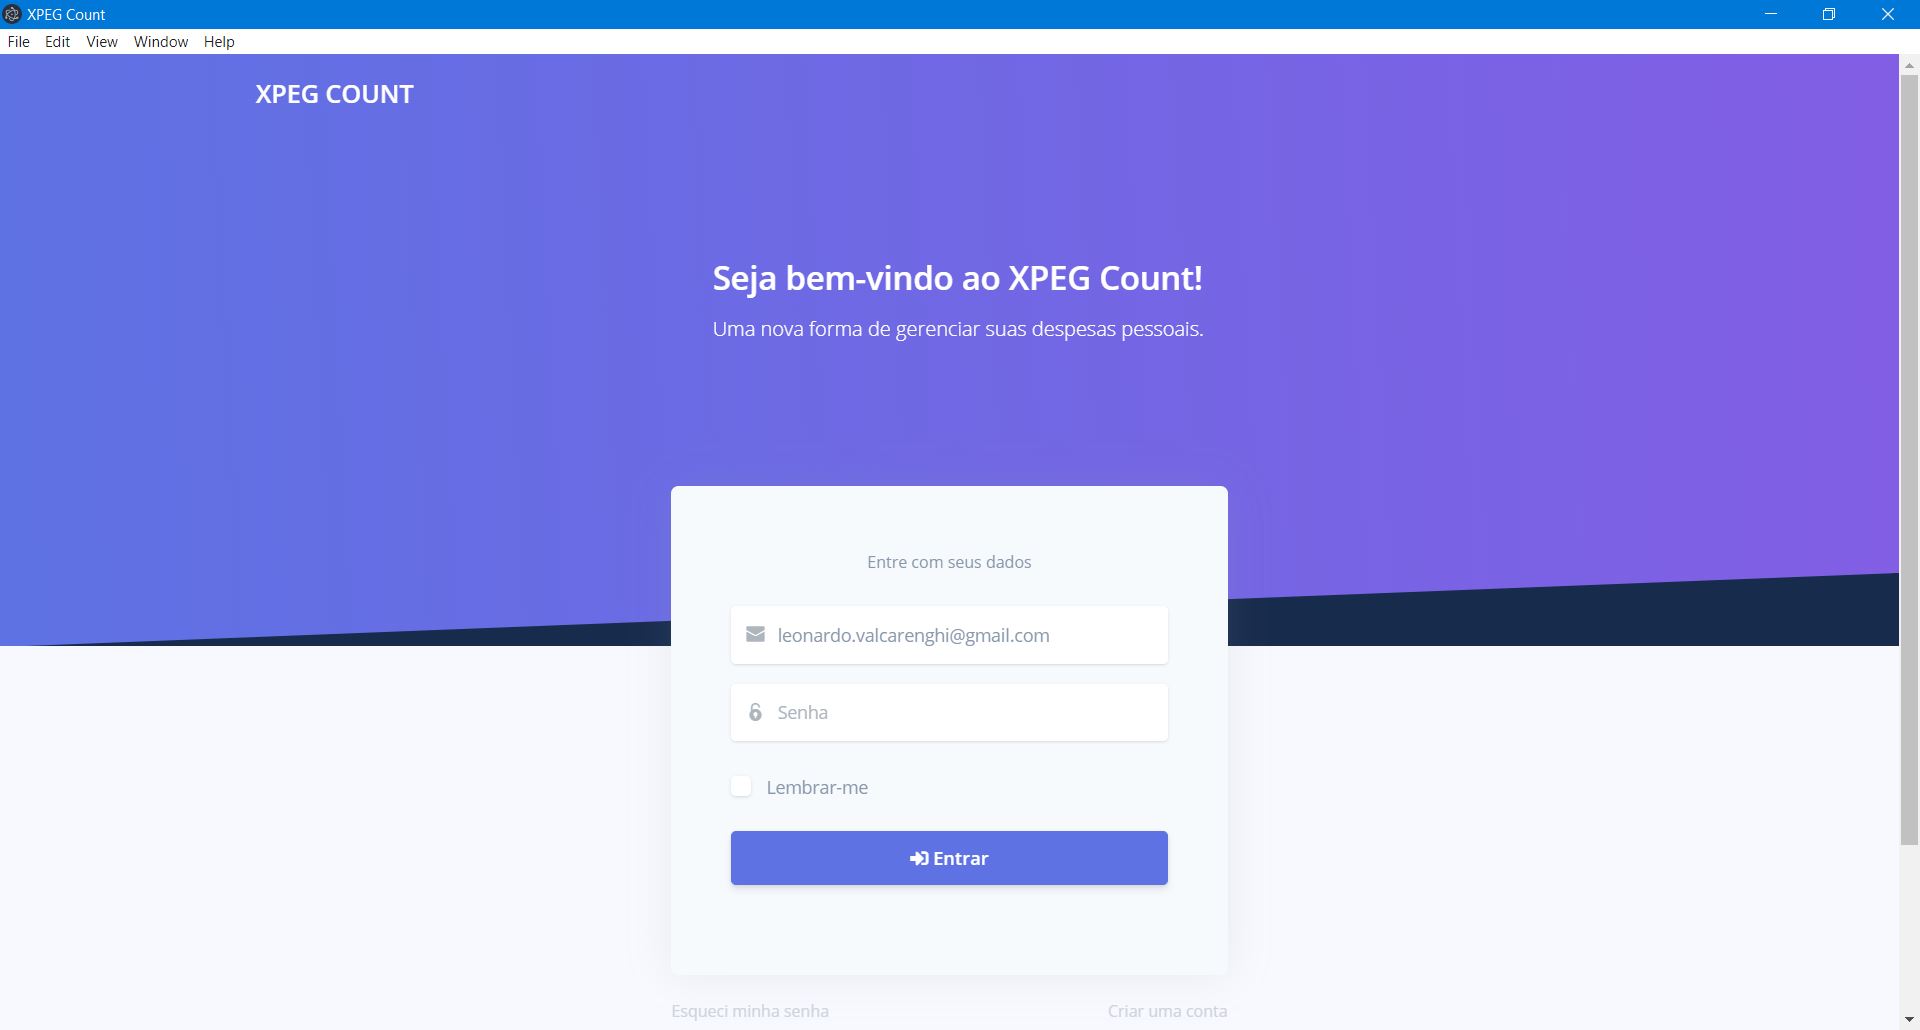 XPEG Count
File Edit View Window Help
XPEG COUNT
Seja bem-vindo ao XPEG Count!
Uma nova forma de gerenciar suas despesas pessoais.
Entre com seus dados
leonardo.valcarenghi@gmail.com
Senha
Lembrar-me
Entrar
Esqueci minha senha Criar uma conta